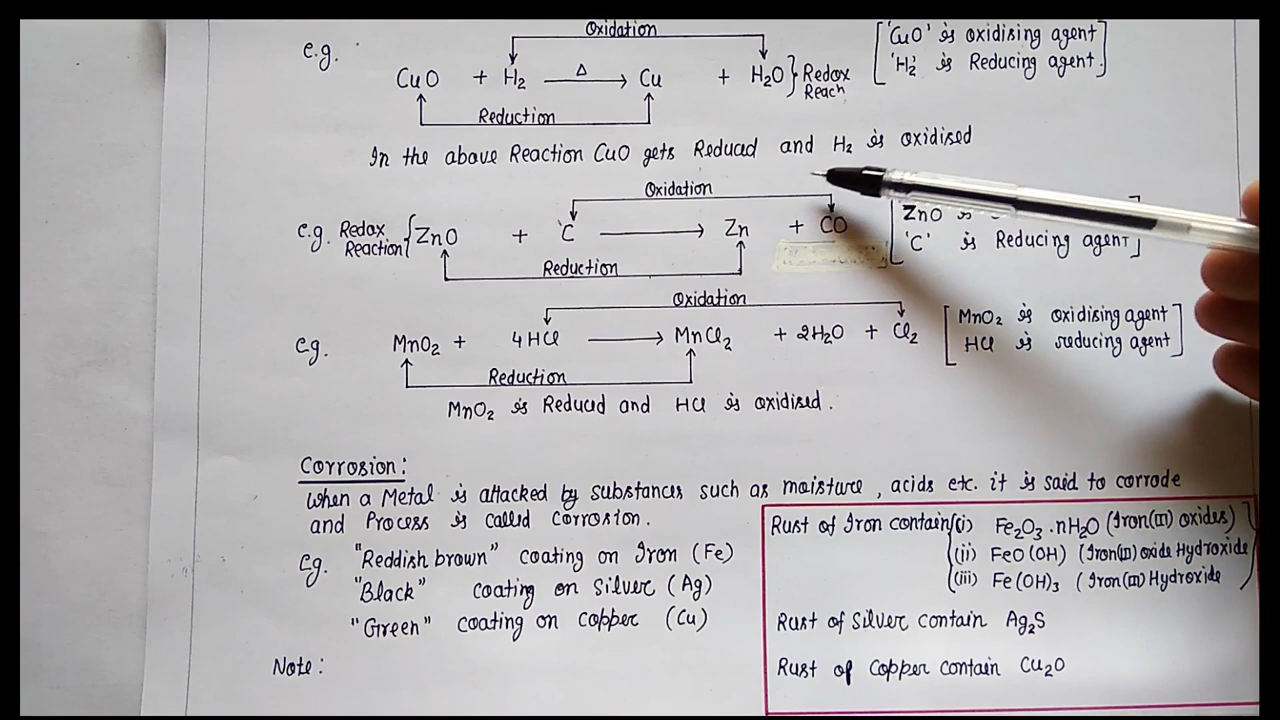 Oxidation
e.g. CuO + H₂ —Δ→ Cu + H₂O } Redox Reacn
Reduction
['CuO' is oxidising agent
'H₂' is Reducing agent.]
In the above Reaction CuO gets Reduced and H₂ is oxidised
Oxidation
e.g. Redox Reaction { ZnO + 'C' → Zn + CO
Reduction
[ZnO is
'C' is Reducing agent]
Oxidation
e.g. MnO₂ + 4HCl → MnCl₂ + 2H₂O + Cl₂
Reduction
[MnO₂ is oxidising agent
HCl is reducing agent]
MnO₂ is Reduced and HCl is oxidised.
Corrosion:
When a Metal is attacked by substances such as moisture, acids etc. it is said to corrode
and Process is called Corrosion.
eg. "Reddish brown" coating on Iron (Fe)
"Black" coating on Silver (Ag)
"Green" coating on copper (Cu)
Note:
Rust of Iron contain (i) Fe₂O₃.nH₂O (Iron(III) oxides)
(ii) FeO(OH) (Iron(III) oxide Hydroxide
(iii) Fe(OH)₃ (Iron(III) Hydroxide
Rust of Silver contain Ag₂S
Rust of Copper contain Cu₂O